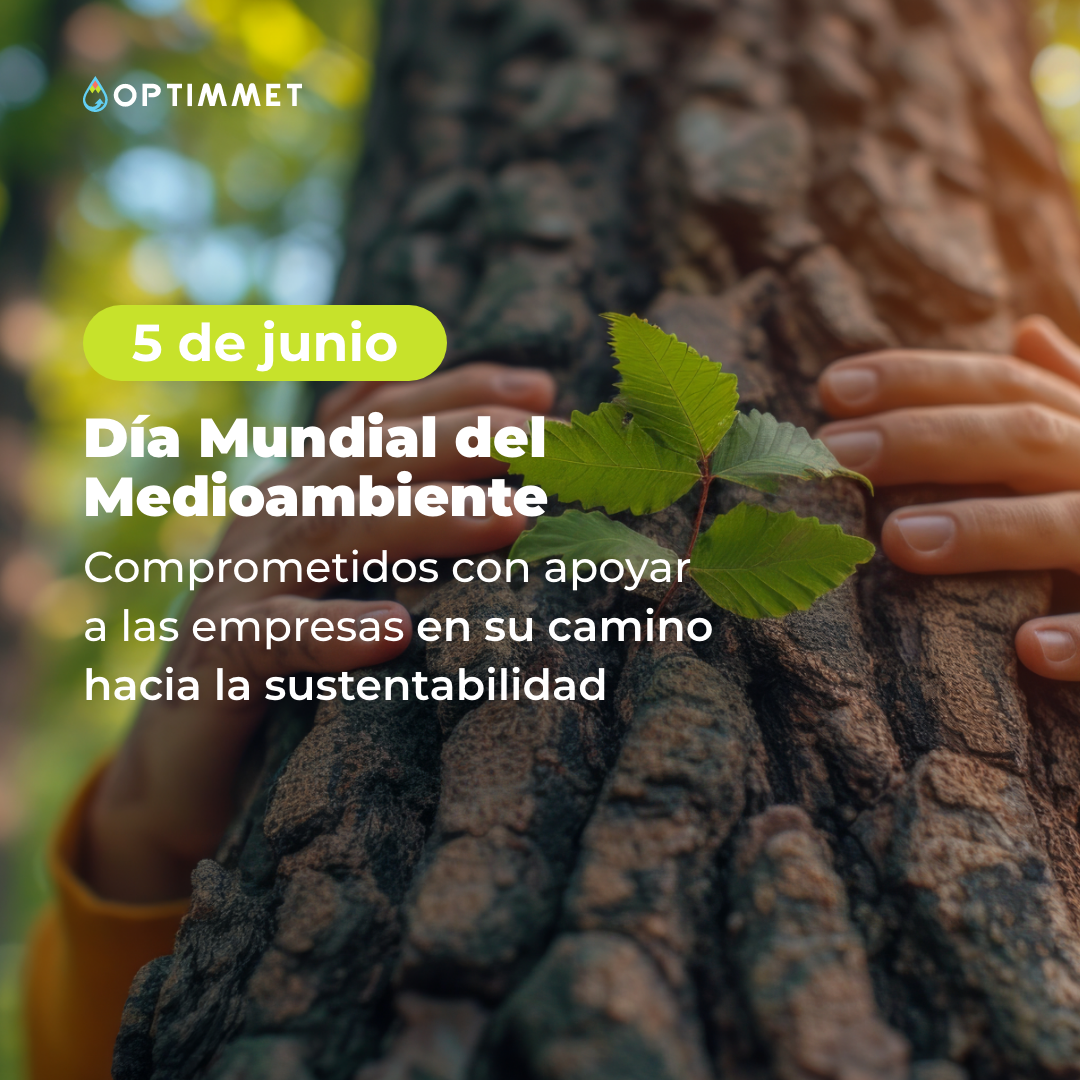 OPTIMMET
5 de junio
Día Mundial del
Medioambiente
Comprometidos con apoyar
a las empresas en su camino
hacia la sustentabilidad